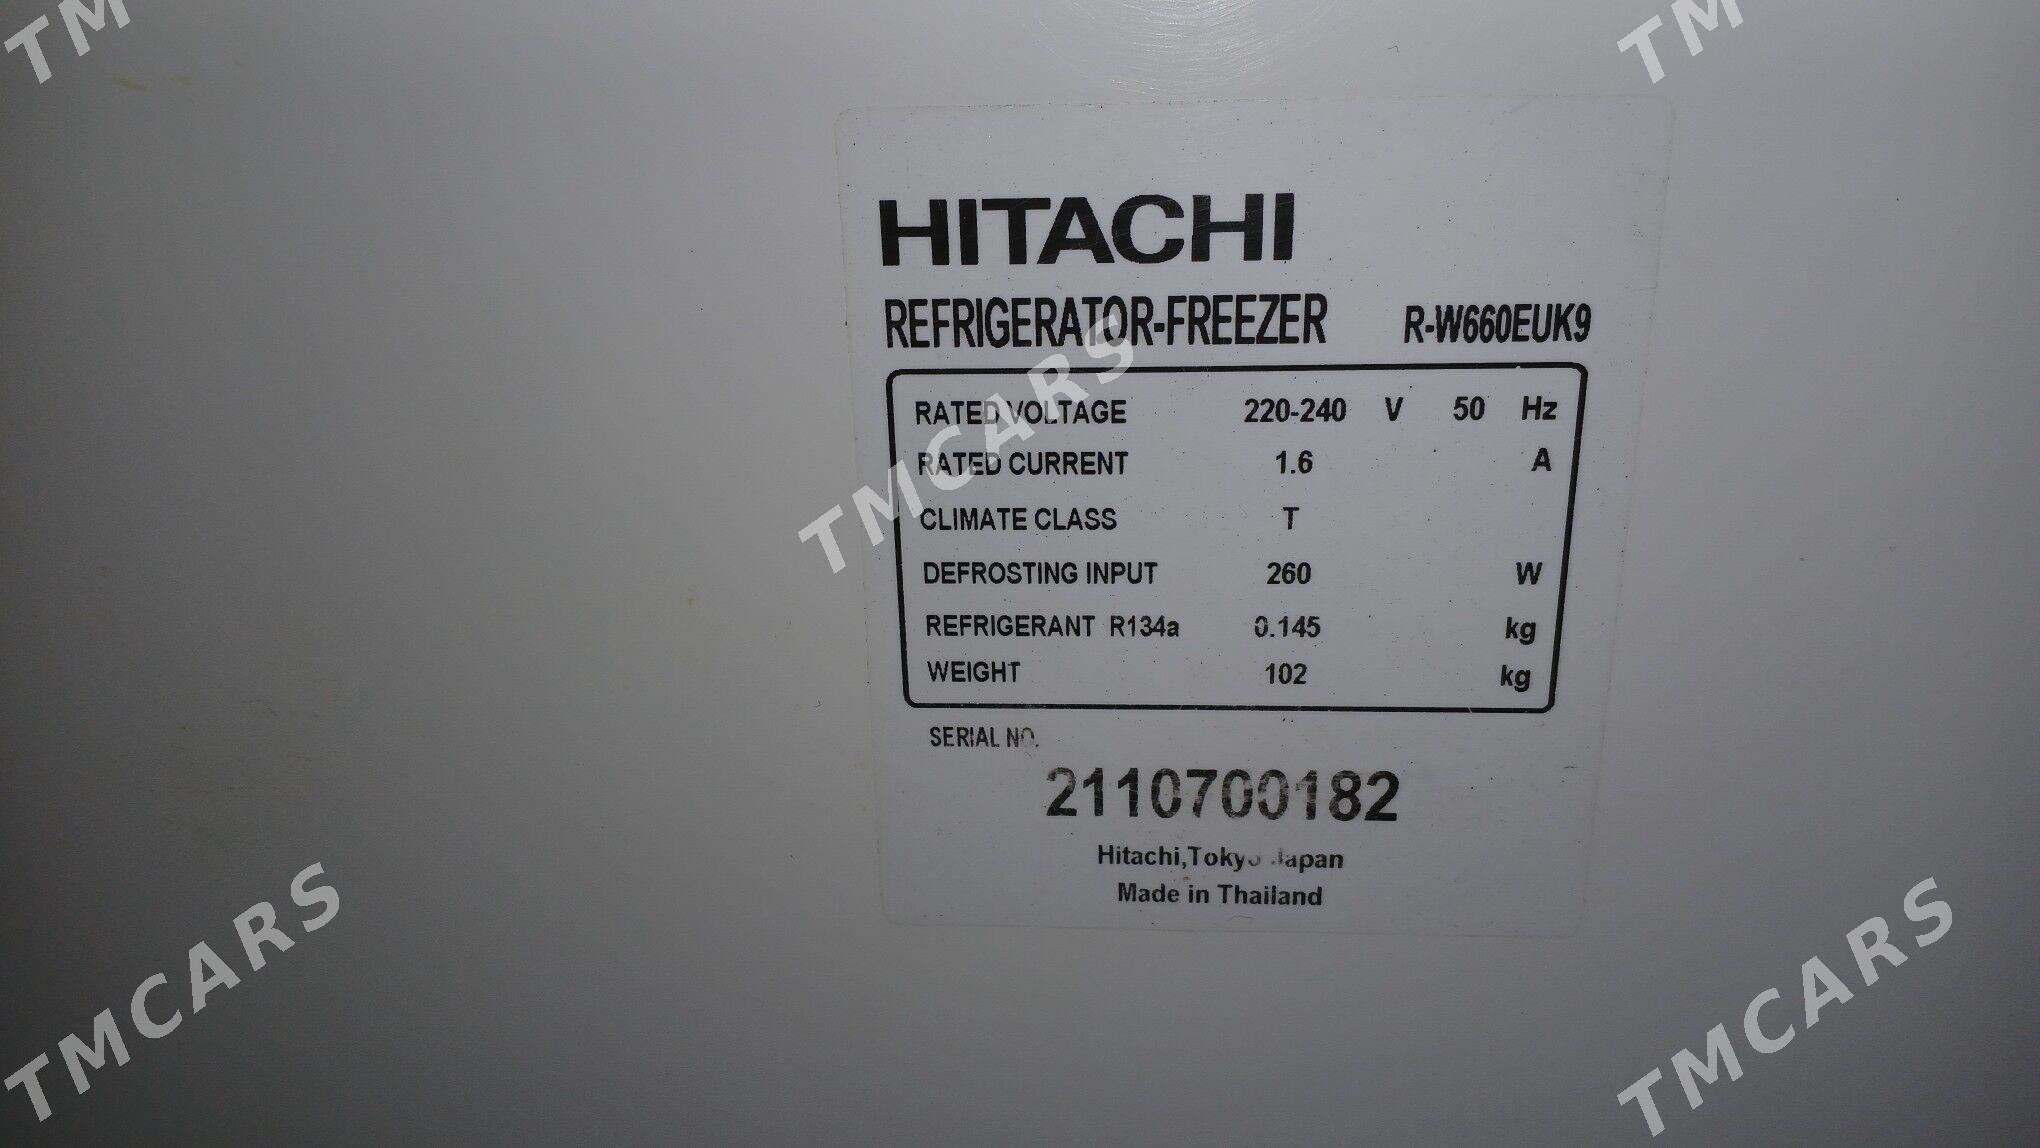 TM
TM
HITACHI
REFRIGERATOR-FREEZER R-W660EUK9
RATED VOLTAGE 220-240 V 50 Hz
RATED CURRENT 1.6 A
CLIMATE CLASS T
DEFROSTING INPUT 260 W
REFRIGERANT R134a 0.145 kg
WEIGHT 102 kg
SERIAL NO.
2110700182
Hitachi,Tokyo Japan
Made in Thailand
TMCARS
TMCARS
TMCARS